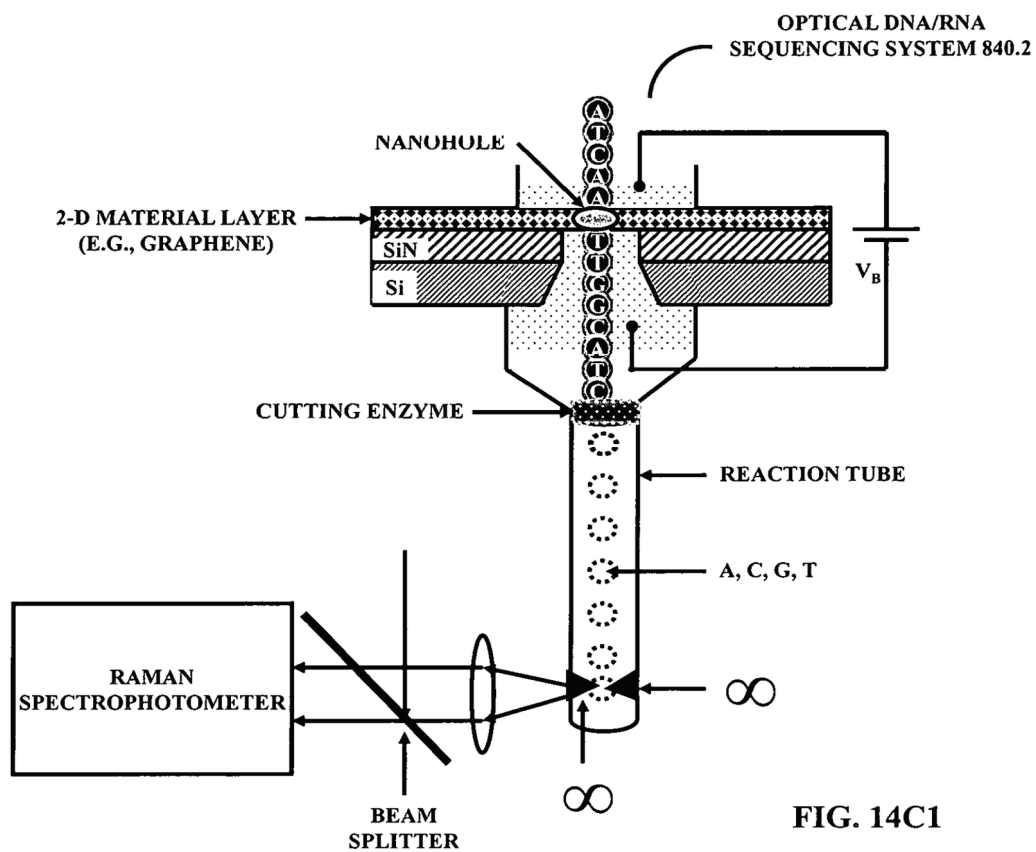 OPTICAL DNA/RNA
SEQUENCING SYSTEM 840.2
A
T
C
A
A
NANOHOLE
2-D MATERIAL LAYER
(E.G., GRAPHENE)
SiN
Si
T
T
G
G
C
A
T
C
V_B
CUTTING ENZYME
REACTION TUBE
A, C, G, T
RAMAN
SPECTROPHOTOMETER
∞
∞
BEAM
SPLITTER
FIG. 14C1